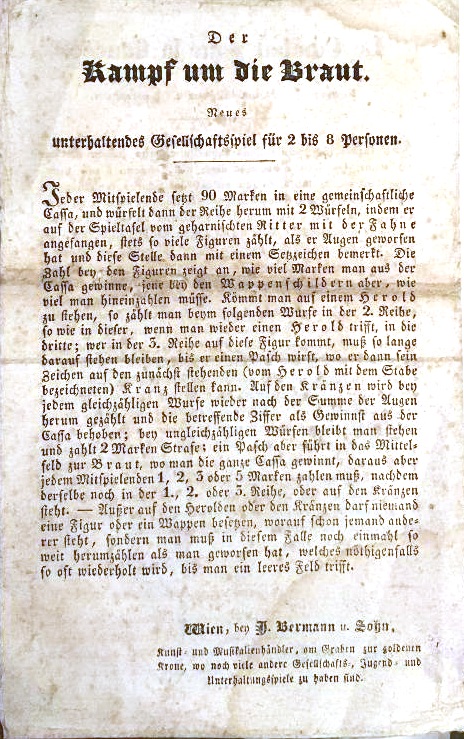 Der
Kampf um die Braut.
Neues
unterhaltendes Gesellschaftsspiel für 2 bis 8 Personen.
Jeder Mitspielende setzt 90 Marken in eine gemeinschaftliche
Cassa, und würfelt dann der Reihe herum mit 2 Würfeln, indem er
auf der Spieltafel vom geharnischten Ritter mit der Fahne
angefangen, stets so viele Figuren zählt, als er Augen geworfen
hat und diese Stelle dann mit einem Setzzeichen bemerkt. Die
Zahl bey den Figuren zeigt an, wie viel Marken man aus der
Cassa gewinne, jene bey den Wappenschildern aber, wie
viel man hineinzahlen müsse. Kömmt man auf einem Herold
zu stehen, so zählt man beym folgenden Wurfe in der 2. Reihe,
so wie in dieser, wenn man wieder einen Herold trifft, in die
dritte; wer in der 3. Reihe auf diese Figur kommt, muß so lange
darauf stehen bleiben, bis er einen Pasch wirft, wo er dann sein
Zeichen auf den zunächst stehenden (vom Herold mit dem Stabe
bezeichneten) Kranz stellen kann. Auf den Kränzen wird bey
jedem gleichzähligen Wurfe wieder nach der Summe der Augen
herum gezählt und die betreffende Ziffer als Gewinnst aus der
Cassa behoben; bey ungleichzähligen Würfen bleibt man stehen
und zahlt 2 Marken Strafe; ein Pasch aber führt in das Mittel-
feld zur Braut, wo man die ganze Cassa gewinnt, daraus aber
jedem Mitspielenden 1, 2, 3 oder 5 Marken zahlen muß, nachdem
derselbe noch in der 1., 2. oder 3. Reihe, oder auf den Kränzen
steht. — Außer auf den Herolden oder den Kränzen darf niemand
eine Figur oder ein Wappen besetzen, worauf schon jemand ande-
rer steht, sondern man muß in diesem Falle noch einmahl so
weit herumzählen als man geworfen hat, welches nöthigenfalls
so oft wiederholt wird, bis man ein leeres Feld trifft.
Wien, bey J. Bermann u. Sohn,
Kunst- und Musikalienhändler, am Graben zur goldenen
Krone, wo noch viele andere Gesellschafts-, Jugend- und
Unterhaltungsspiele zu haben sind.